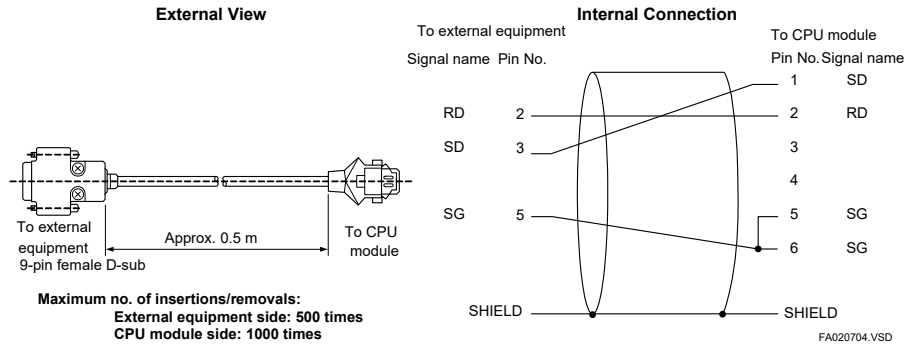 External View
To external
equipment
9-pin female D-sub
Approx. 0.5 m
To CPU
module
Maximum no. of insertions/removals:
External equipment side: 500 times
CPU module side: 1000 times
Internal Connection
To external equipment
To CPU module
Signal name Pin No.
Pin No. Signal name
1 SD
RD 2
2 RD
SD 3
3
4
SG 5
5 SG
6 SG
SHIELD
SHIELD
FA020704.VSD